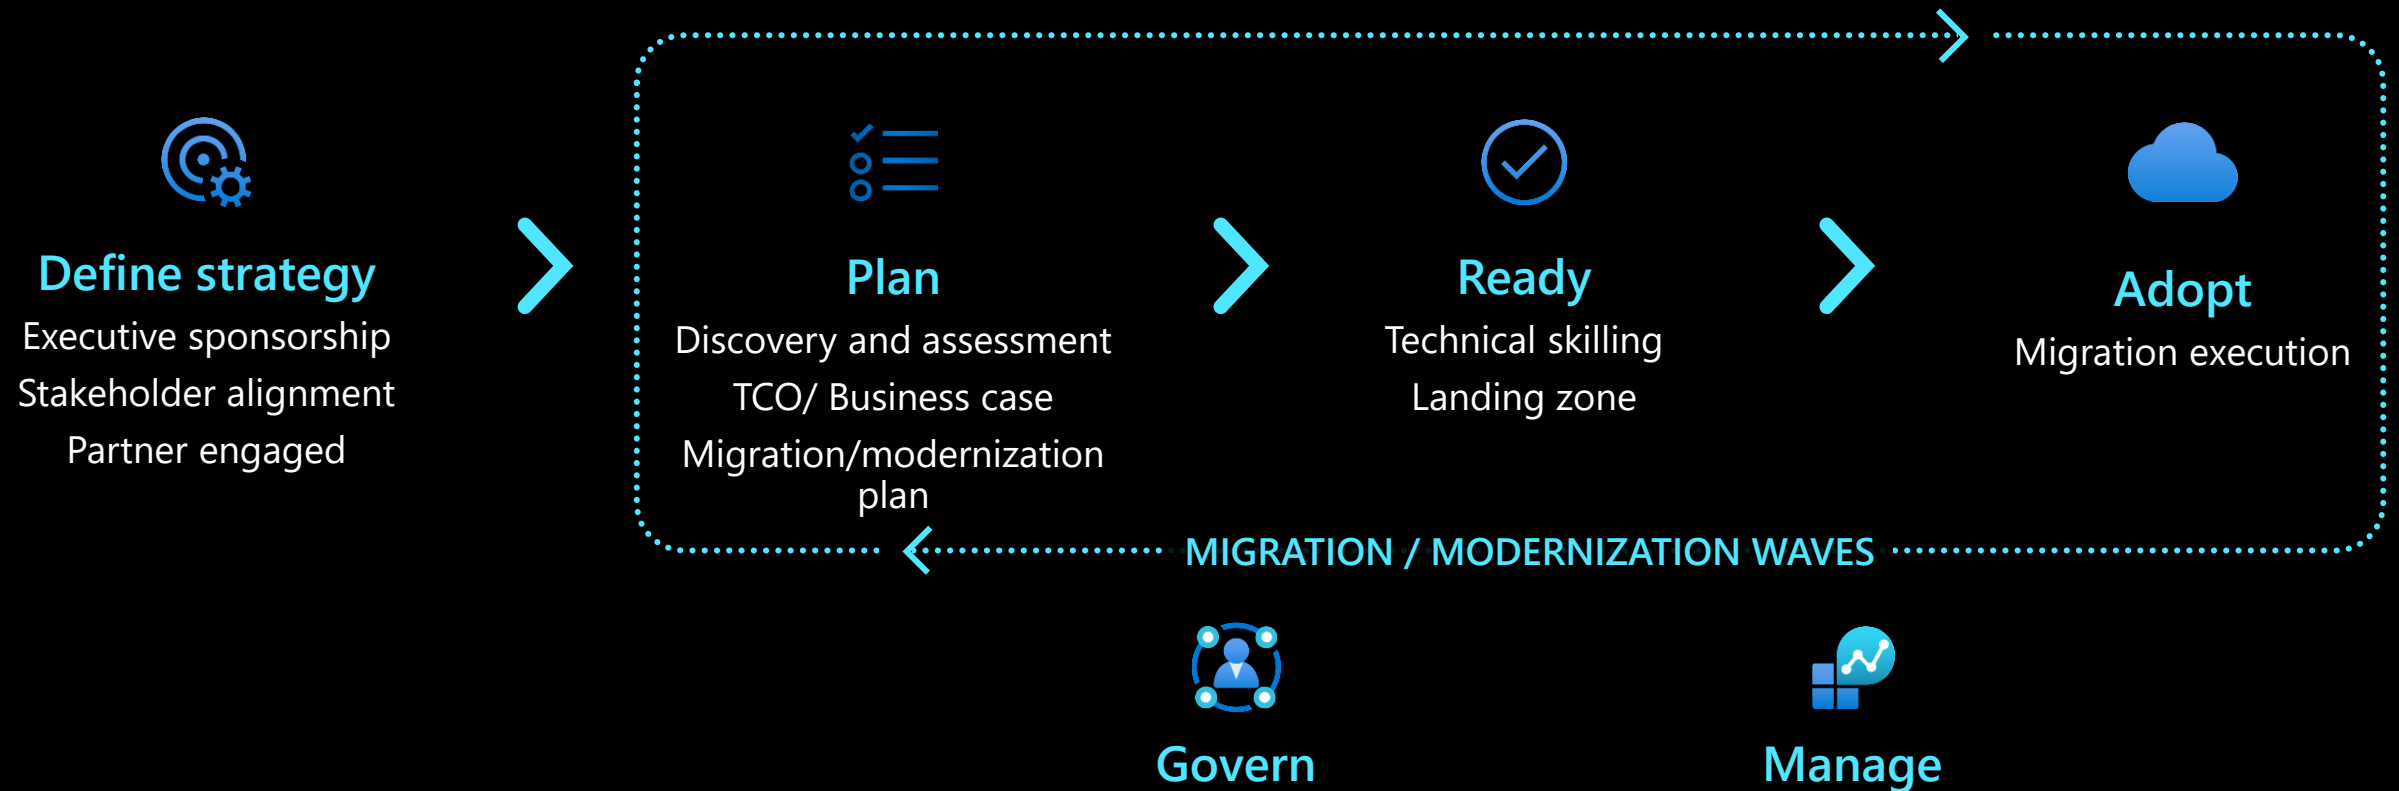 Define strategy
Executive sponsorship
Stakeholder alignment
Partner engaged
Plan
Discovery and assessment
TCO/ Business case
Migration/modernization
plan
Ready
Technical skilling
Landing zone
Adopt
Migration execution
MIGRATION / MODERNIZATION WAVES
Govern
Manage